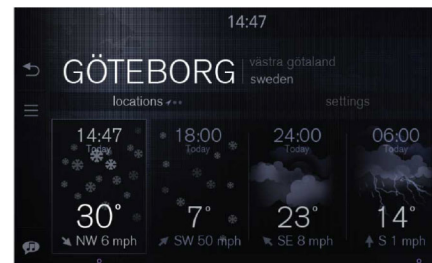 14:47
GÖTEBORG
västra götaland
sweden
locations
settings
14:47
Today
18:00
Today
24:00
Today
06:00
Today
30°
7°
23°
14°
NW 6 mph
SW 50 mph
SE 8 mph
S 1 mph